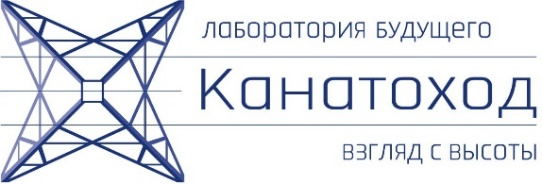 лаборатория будущего
Канатоход
взгляд с высоты